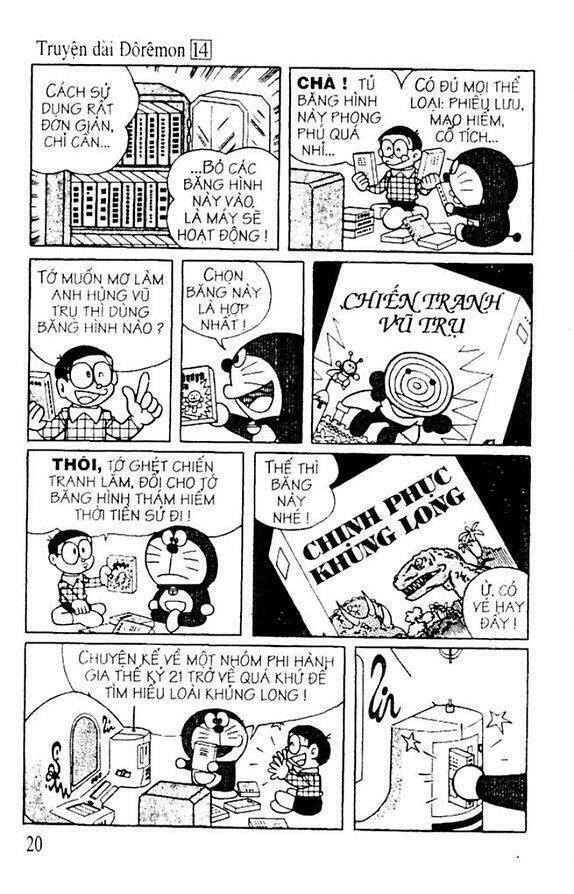 Truyện dài Đôrêmon 14
CÁCH SỬ
DỤNG RẤT
ĐƠN GIẢN,
CHỈ CẦN...
...BỎ CÁC
BĂNG HÌNH
NÀY VÀO,
LÀ MÁY SẼ
HOẠT ĐỘNG !
CHÀ ! TỦ
BĂNG HÌNH
NÀY PHONG
PHÚ QUÁ
NHỈ...
CÓ ĐỦ MỌI THỂ
LOẠI: PHIÊU LƯU,
MẠO HIỂM,
CỔ TÍCH...
TỚ MUỐN MƠ LÀM
ANH HÙNG VŨ
TRỤ THÌ DÙNG
BĂNG HÌNH NÀO ?
CHỌN
BĂNG NÀY
LÀ HỢP
NHẤT !
CHIẾN TRANH
VŨ TRỤ
THÔI, TỚ GHÉT CHIẾN
TRANH LẮM, ĐỔI CHO TỚ
BĂNG HÌNH THÁM HIỂM
THỜI TIỀN SỬ ĐI !
THẾ THÌ
BĂNG
NÀY
NHÉ !
CHINH PHỤC
KHỦNG LONG
Ừ, CÓ
VẺ HAY
ĐẤY !
CHUYỆN KỂ VỀ MỘT NHÓM PHI HÀNH
GIA THẾ KỶ 21 TRỞ VỀ QUÁ KHỨ ĐỂ
TÌM HIỂU LOÀI KHỦNG LONG !
20